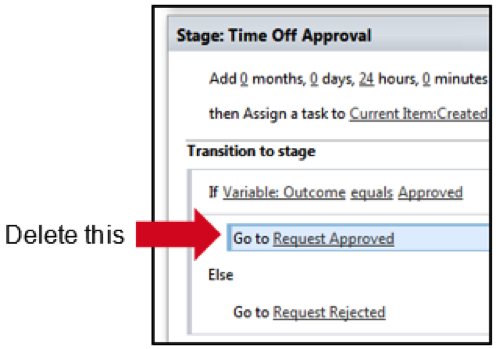 Stage: Time Off Approval
Add 0 months, 0 days, 24 hours, 0 minutes
then Assign a task to Current Item:Created
Transition to stage
If Variable: Outcome equals Approved
Delete this
Go to Request Approved
Else
Go to Request Rejected